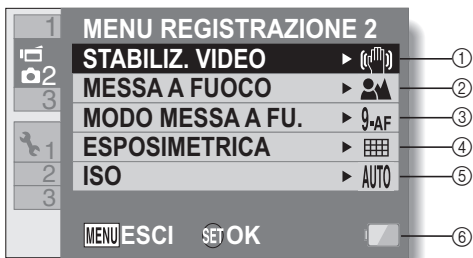 1 MENU REGISTRAZIONE 2
STABILIZ. VIDEO ①
2 MESSA A FUOCO ②
3 MODO MESSA A FU. 9-AF ③
1 ESPOSIMETRICA ④
2 ISO AUTO ⑤
3
MENU ESCI SET OK ⑥